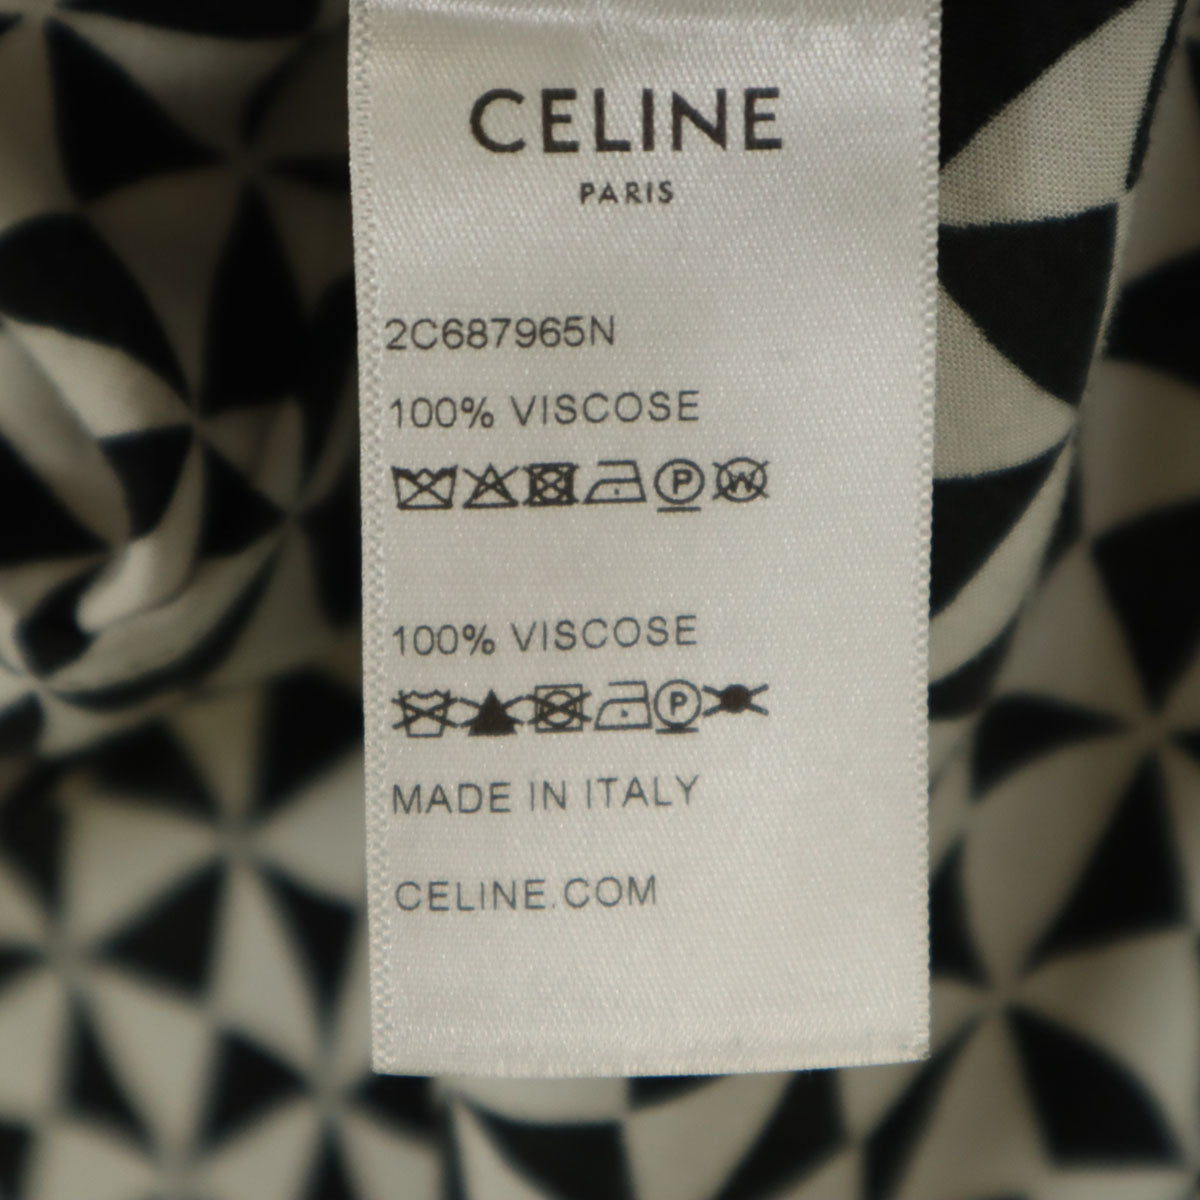 CELINE
PARIS
2C687965N
100% VISCOSE
P W
100% VISCOSE
P
MADE IN ITALY
CELINE.COM